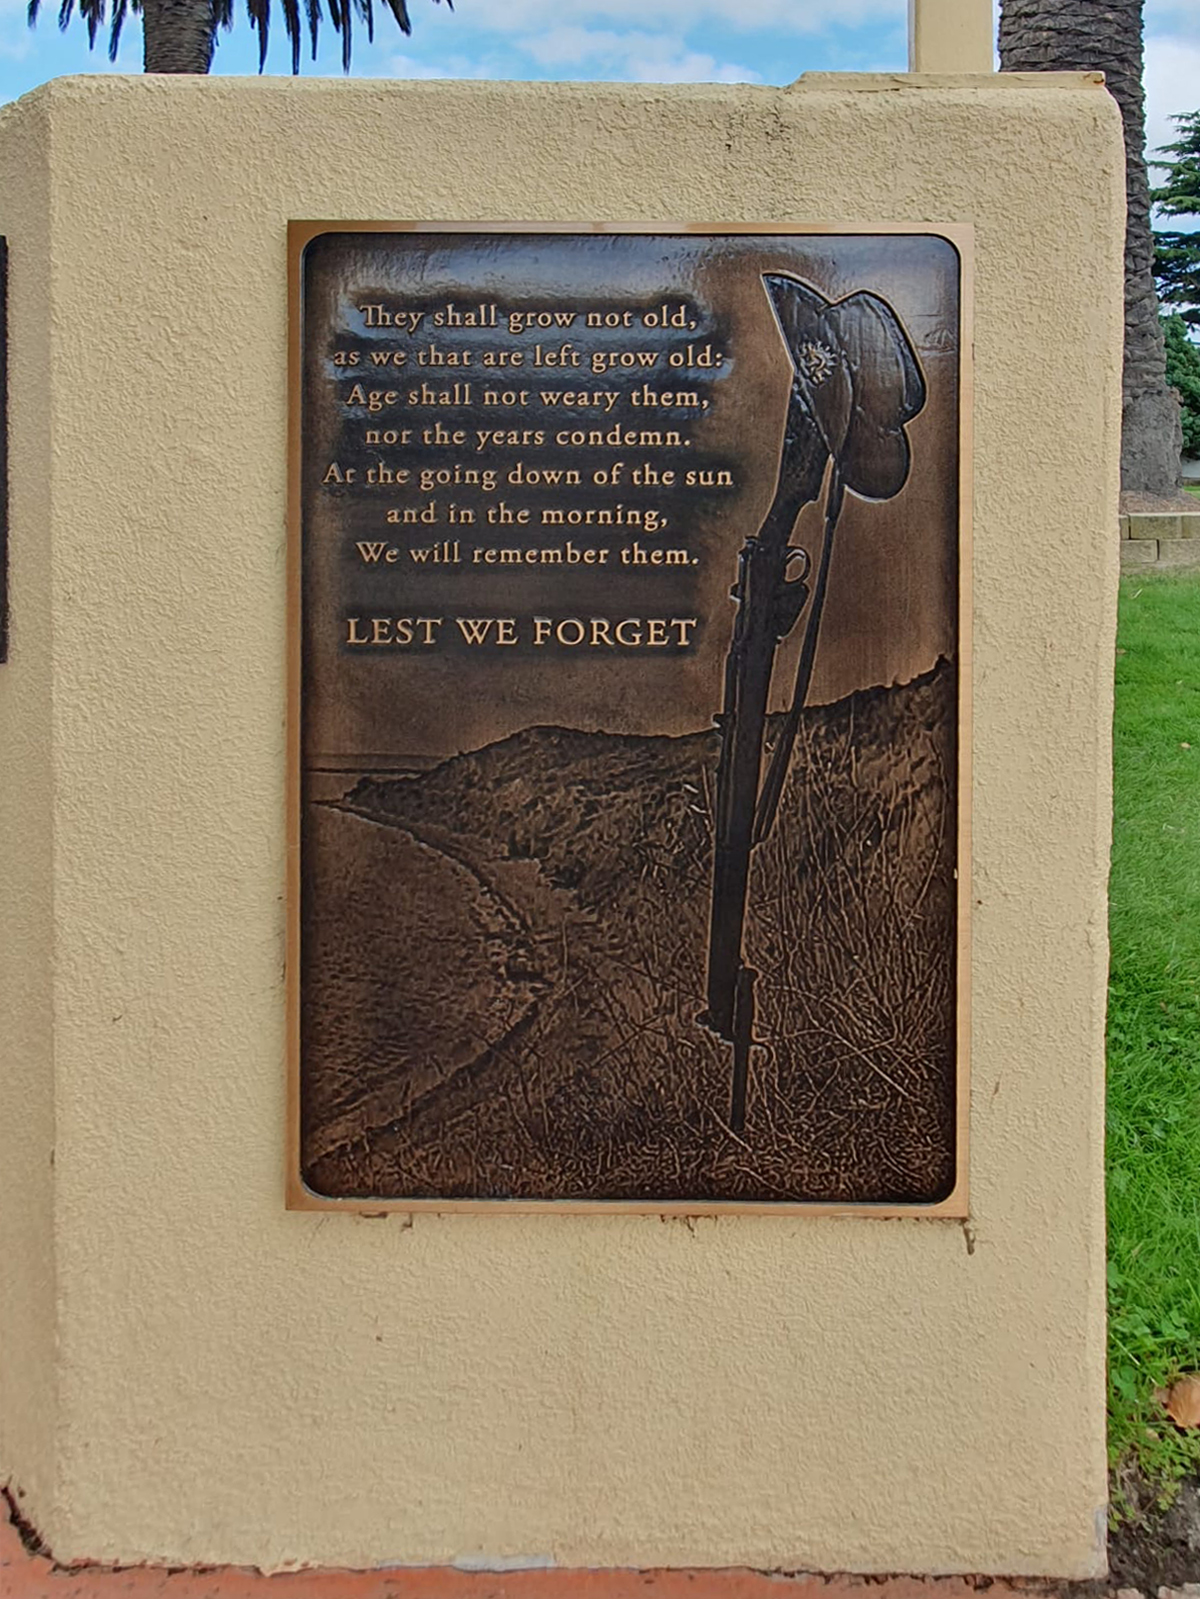 They shall grow not old,
as we that are left grow old:
Age shall not weary them,
nor the years condemn.
At the going down of the sun
and in the morning,
We will remember them.
LEST WE FORGET